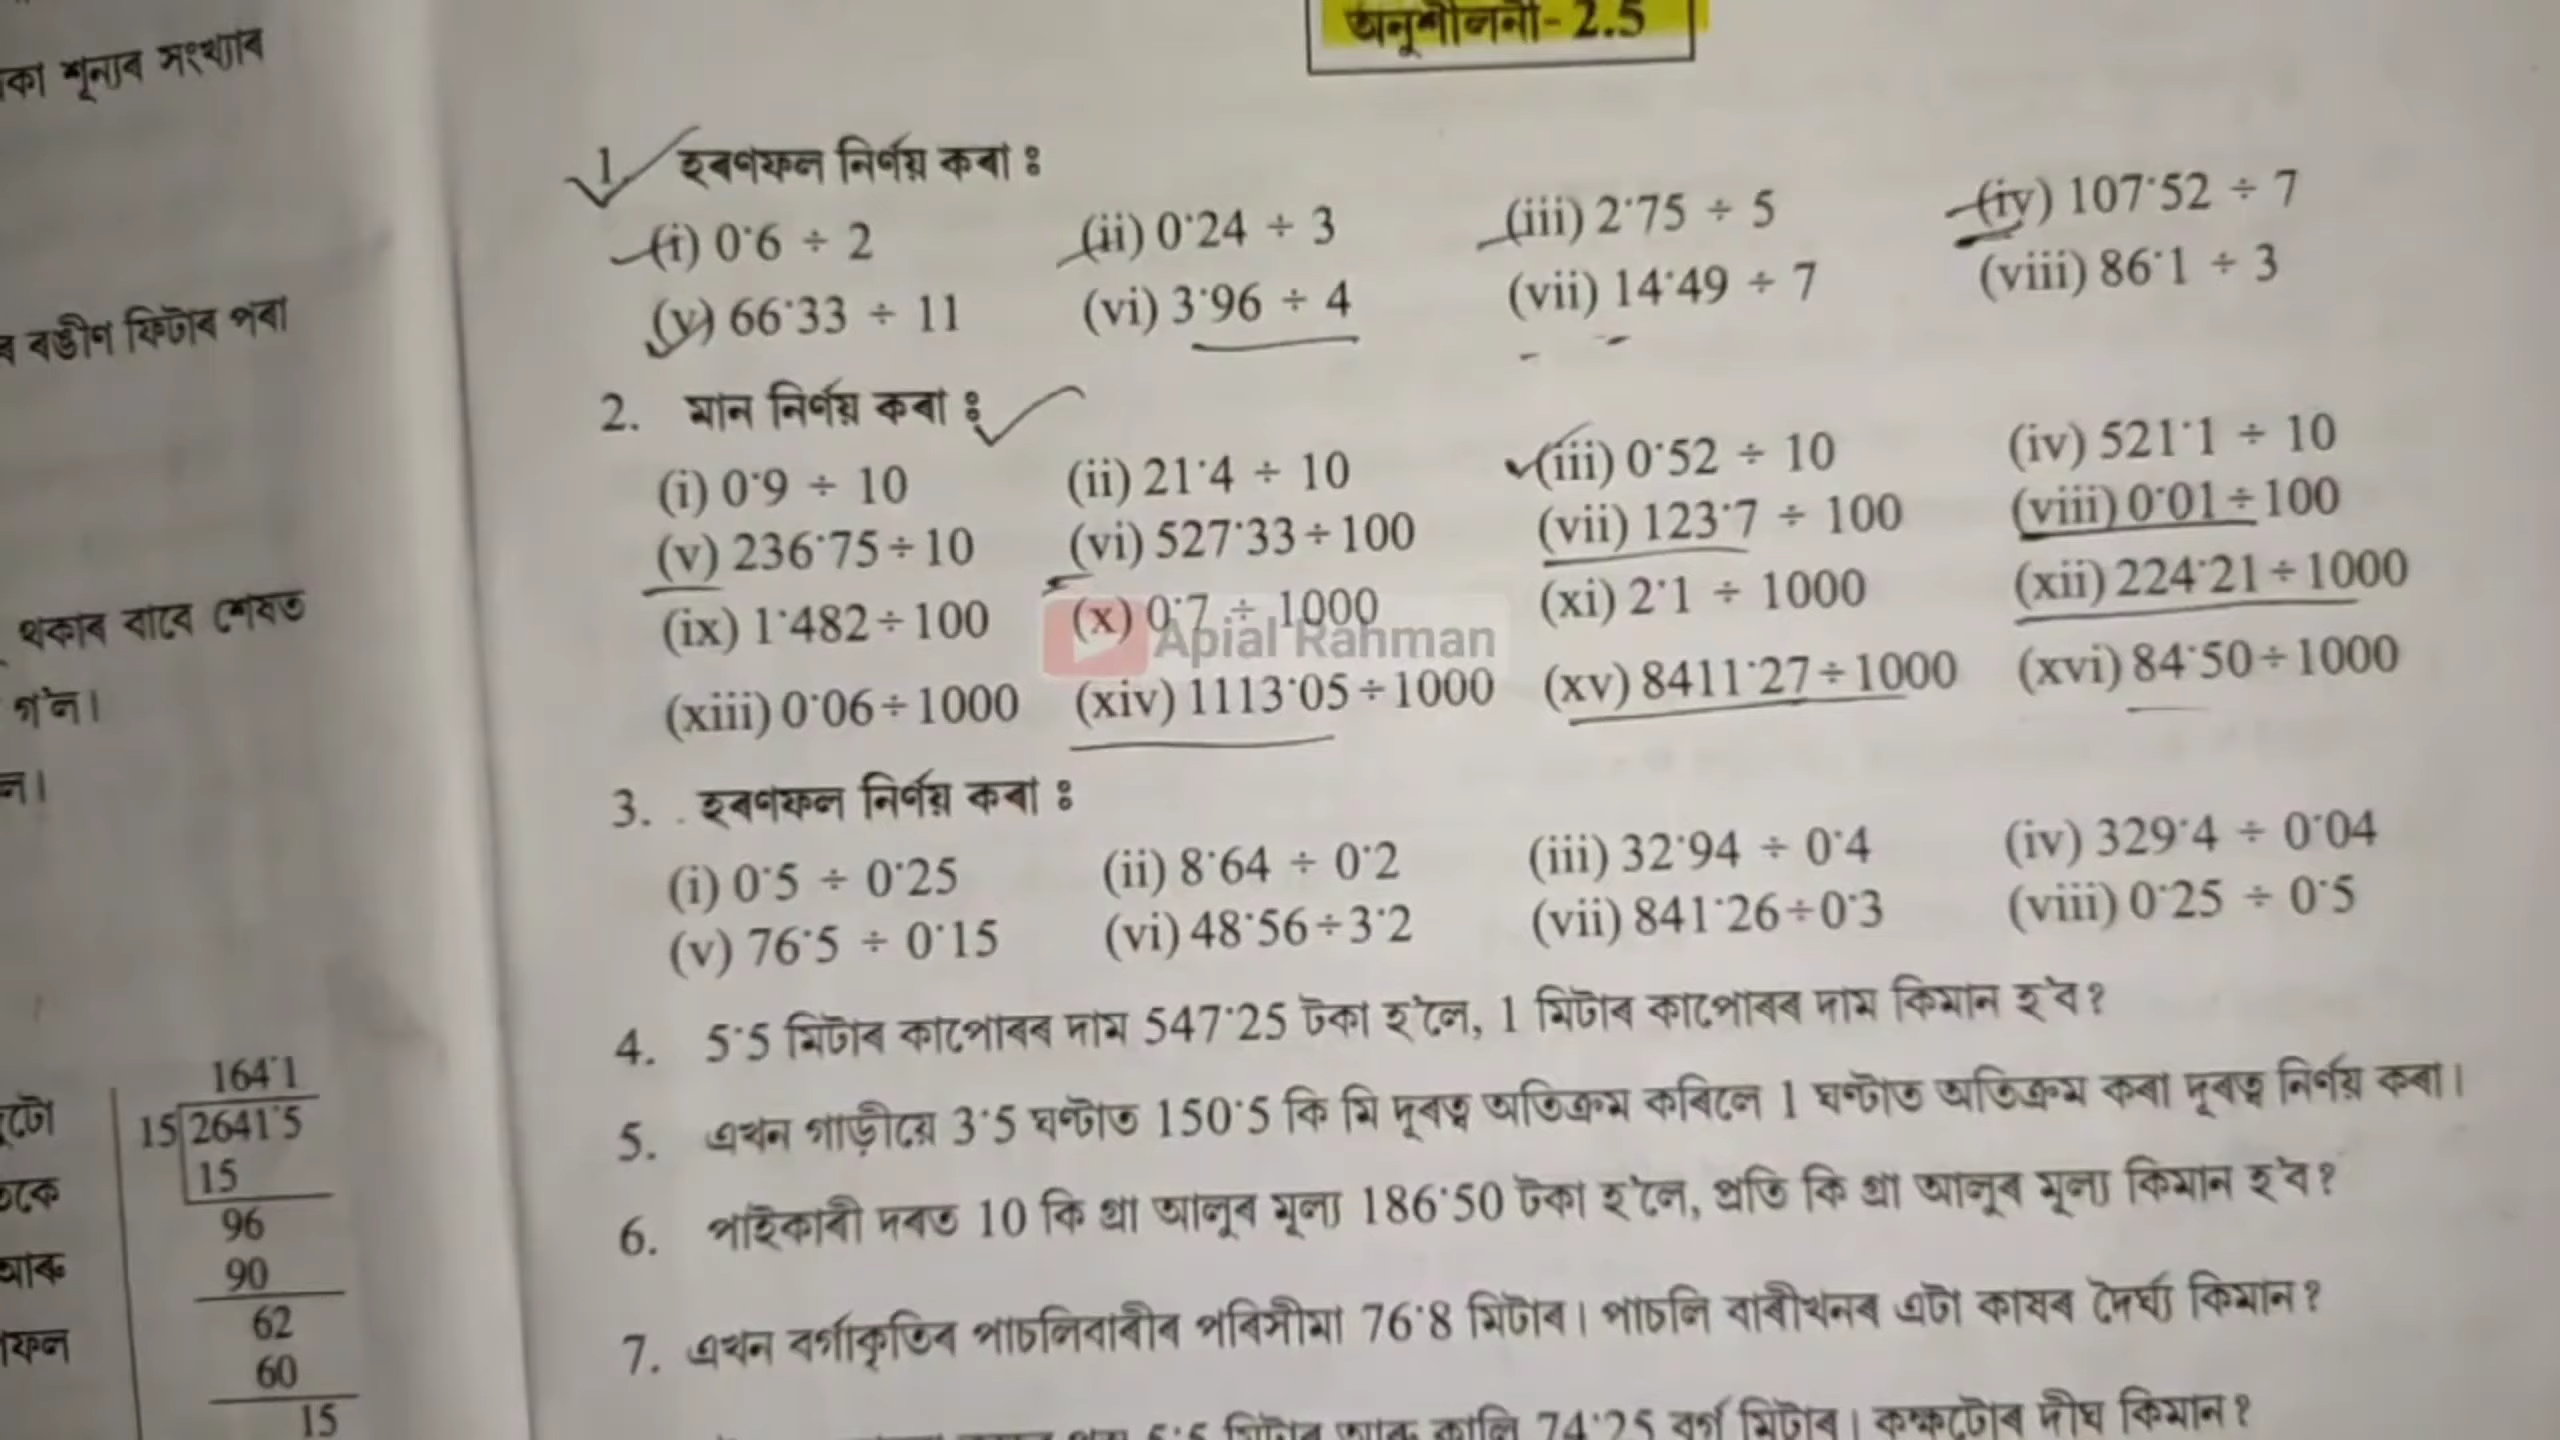 অনুশীলনী- 2.5
কা শূন্যৰ সংখ্যাৰ
ৰ ৰঙীণ ফিটাৰ পৰা
থকাৰ বাবে শেষত
গ'ল।
ল।
164·1
15 2641·5
15
96
90
62
60
15
1 হৰণফল নিৰ্ণয় কৰা ঃ
(i) 0·6 ÷ 2 (ii) 0·24 ÷ 3 (iii) 2·75 ÷ 5 (iv) 107·52 ÷ 7
(v) 66·33 ÷ 11 (vi) 3·96 ÷ 4 (vii) 14·49 ÷ 7 (viii) 86·1 ÷ 3
2. মান নিৰ্ণয় কৰা ঃ
(i) 0·9 ÷ 10 (ii) 21·4 ÷ 10 (iii) 0·52 ÷ 10 (iv) 521·1 ÷ 10
(v) 236·75÷10 (vi) 527·33÷100 (vii) 123·7 ÷ 100 (viii) 0·01÷100
(ix) 1·482÷100 (x) 0·7 ÷ 1000 (xi) 2·1 ÷ 1000 (xii) 224·21÷1000
Apial Rahman
(xiii) 0·06÷1000 (xiv) 1113·05÷1000 (xv) 8411·27÷1000 (xvi) 84·50÷1000
3. হৰণফল নিৰ্ণয় কৰা ঃ
(i) 0·5 ÷ 0·25 (ii) 8·64 ÷ 0·2 (iii) 32·94 ÷ 0·4 (iv) 329·4 ÷ 0·04
(v) 76·5 ÷ 0·15 (vi) 48·56÷3·2 (vii) 841·26÷0·3 (viii) 0·25 ÷ 0·5
4. 5·5 মিটাৰ কাপোৰৰ দাম 547·25 টকা হ'লে, 1 মিটাৰ কাপোৰৰ দাম কিমান হ'ব?
5. এখন গাড়ীয়ে 3·5 ঘণ্টাত 150·5 কি মি দূৰত্ব অতিক্ৰম কৰিলে 1 ঘণ্টাত অতিক্ৰম কৰা দূৰত্ব নিৰ্ণয় কৰা।
6. পাইকাৰী দৰত 10 কি গ্ৰা আলুৰ মূল্য 186·50 টকা হ'লে, প্ৰতি কি গ্ৰা আলুৰ মূল্য কিমান হ'ব?
7. এখন বৰ্গাকৃতিৰ পাচলিবাৰীৰ পৰিসীমা 76·8 মিটাৰ। পাচলি বাৰীখনৰ এটা কাষৰ দৈৰ্ঘ্য কিমান?
5·5 মিটাৰ আৰু কালি 74·25 বৰ্গ মিটাৰ। কক্ষটোৰ দীঘ কিমান?